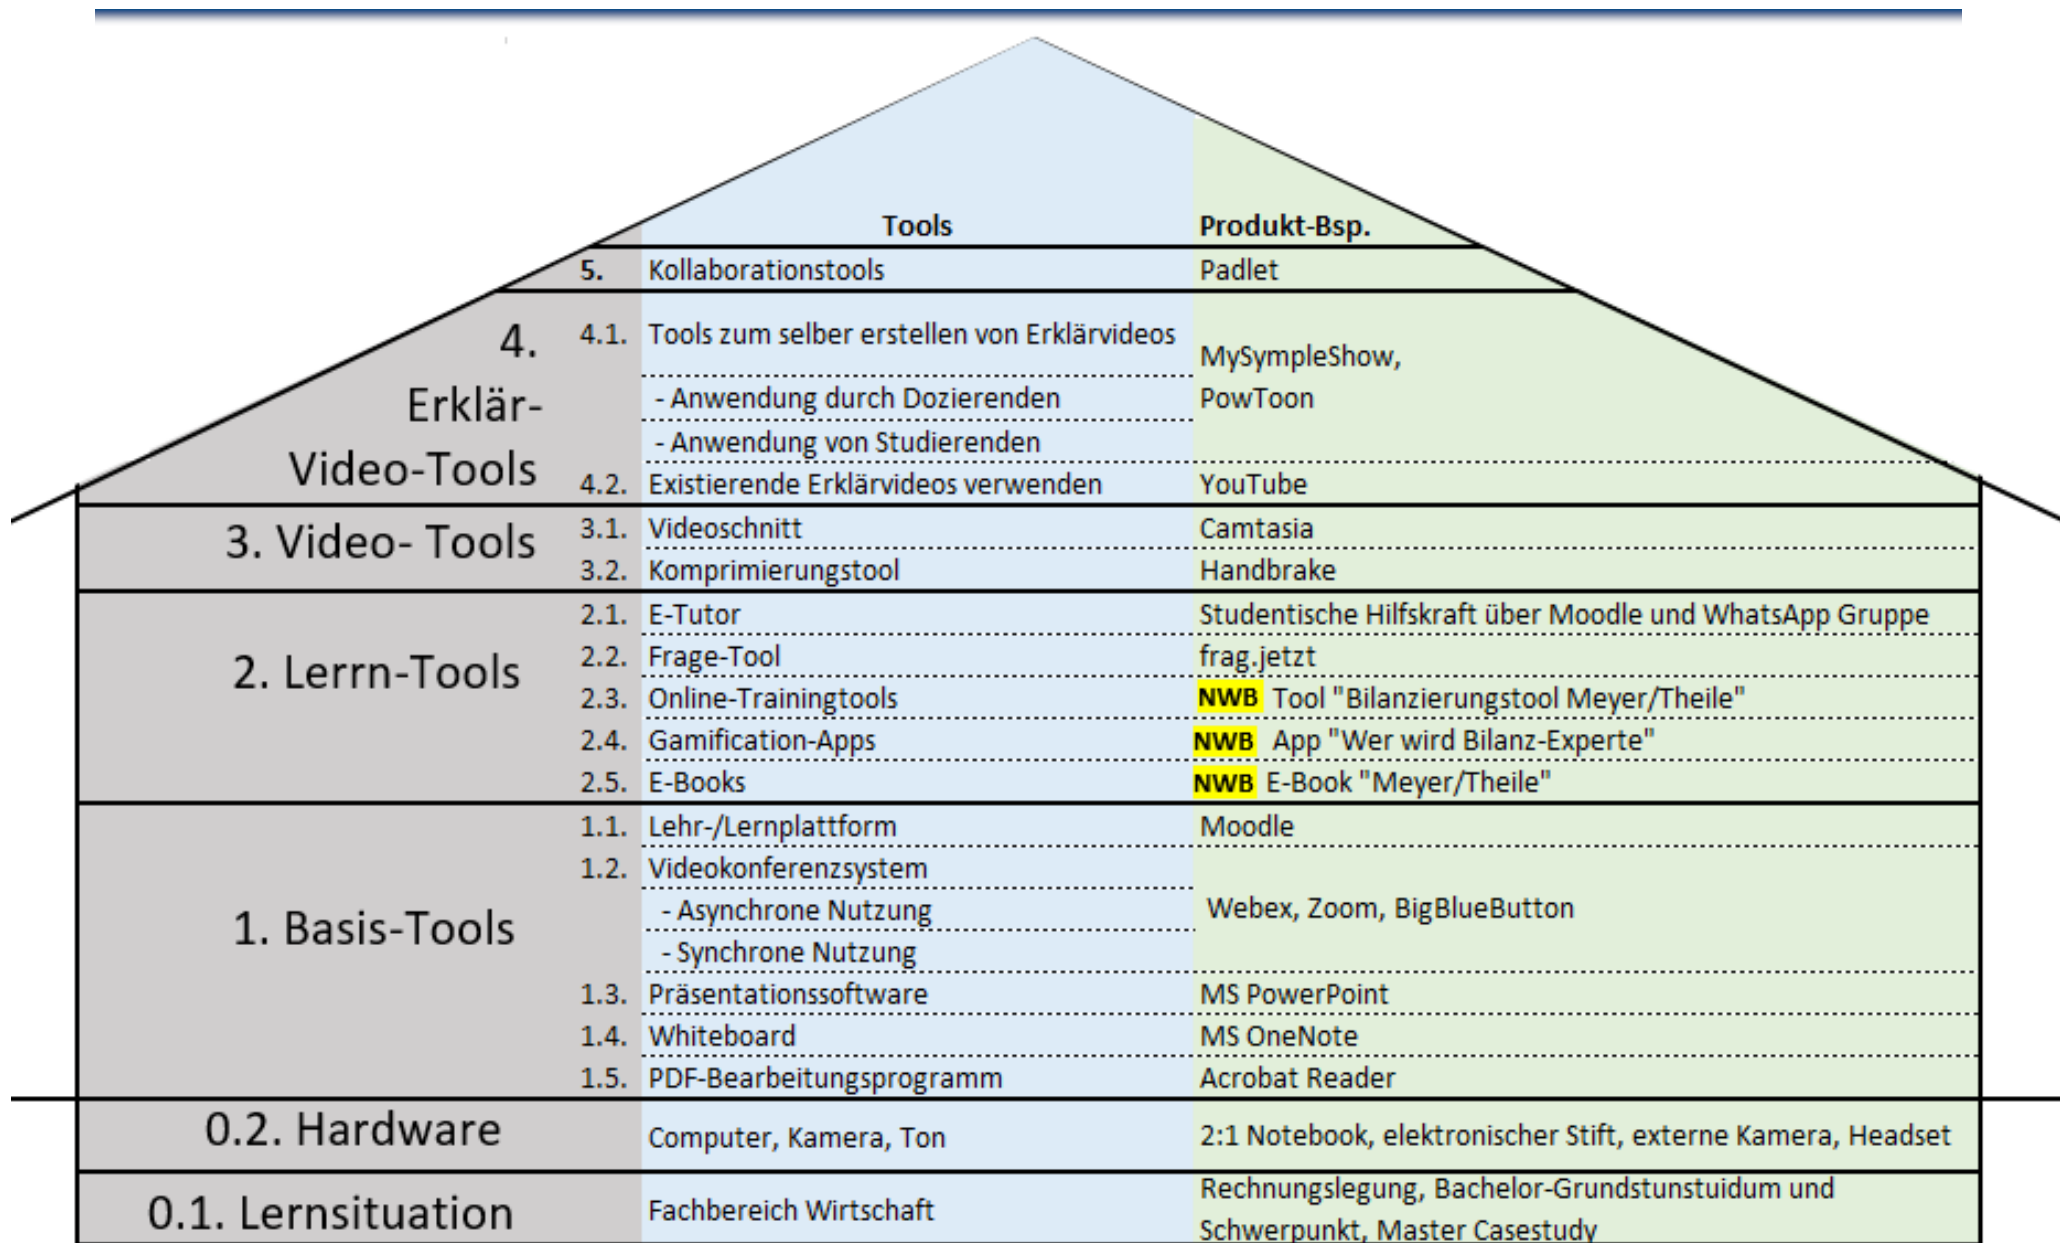 Tools Produkt-Bsp.
5. Kollaborationstools Padlet
4.
Erklär-
Video-Tools
4.1. Tools zum selber erstellen von Erklärvideos
- Anwendung durch Dozierenden
- Anwendung von Studierenden
MySympleShow,
PowToon
4.2. Existierende Erklärvideos verwenden YouTube
3. Video- Tools
3.1. Videoschnitt Camtasia
3.2. Komprimierungstool Handbrake
2. Lerrn-Tools
2.1. E-Tutor Studentische Hilfskraft über Moodle und WhatsApp Gruppe
2.2. Frage-Tool frag.jetzt
2.3. Online-Trainingtools NWB Tool "Bilanzierungstool Meyer/Theile"
2.4. Gamification-Apps NWB App "Wer wird Bilanz-Experte"
2.5. E-Books NWB E-Book "Meyer/Theile"
1. Basis-Tools
1.1. Lehr-/Lernplattform Moodle
1.2. Videokonferenzsystem
- Asynchrone Nutzung
- Synchrone Nutzung
Webex, Zoom, BigBlueButton
1.3. Präsentationssoftware MS PowerPoint
1.4. Whiteboard MS OneNote
1.5. PDF-Bearbeitungsprogramm Acrobat Reader
0.2. Hardware Computer, Kamera, Ton 2:1 Notebook, elektronischer Stift, externe Kamera, Headset
0.1. Lernsituation Fachbereich Wirtschaft Rechnungslegung, Bachelor-Grundstunstuidum und
Schwerpunkt, Master Casestudy